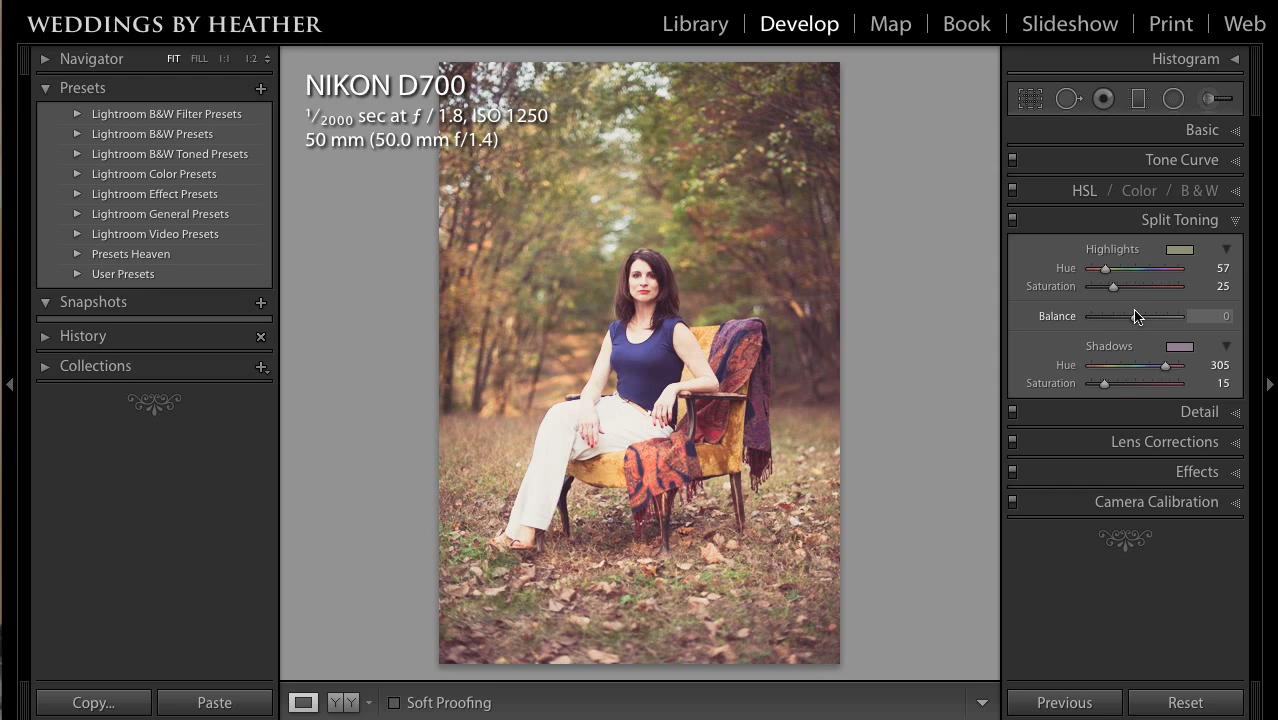 WEDDINGS BY HEATHER
Library | Develop | Map | Book | Slideshow | Print | Web
Navigator FIT FILL 1:1 1:2
Presets
Lightroom B&W Filter Presets
Lightroom B&W Presets
Lightroom B&W Toned Presets
Lightroom Color Presets
Lightroom Effect Presets
Lightroom General Presets
Lightroom Video Presets
Presets Heaven
User Presets
Snapshots
History
Collections
Copy... Paste
NIKON D700
1/2000 sec at ƒ / 1.8, ISO 1250
50 mm (50.0 mm f/1.4)
Soft Proofing
Histogram
Basic
Tone Curve
HSL / Color / B & W
Split Toning
Highlights
Hue 57
Saturation 25
Balance 0
Shadows
Hue 305
Saturation 15
Detail
Lens Corrections
Effects
Camera Calibration
Previous Reset